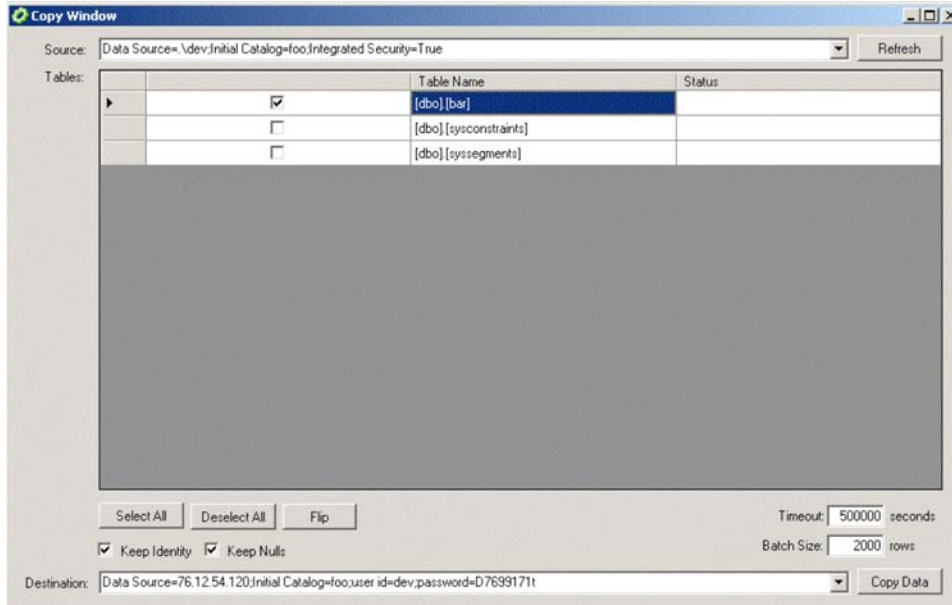 Copy Window
Source: Data Source=.\dev;Initial Catalog=foo;Integrated Security=True Refresh
Tables: Table Name Status
[dbo].[bar]
[dbo].[sysconstraints]
[dbo].[syssegments]
Select All Deselect All Flip Timeout: 500000 seconds
Keep Identity Keep Nulls Batch Size: 2000 rows
Destination: Data Source=76.12.54.120;Initial Catalog=foo;user id=dev;password=D7699171t Copy Data